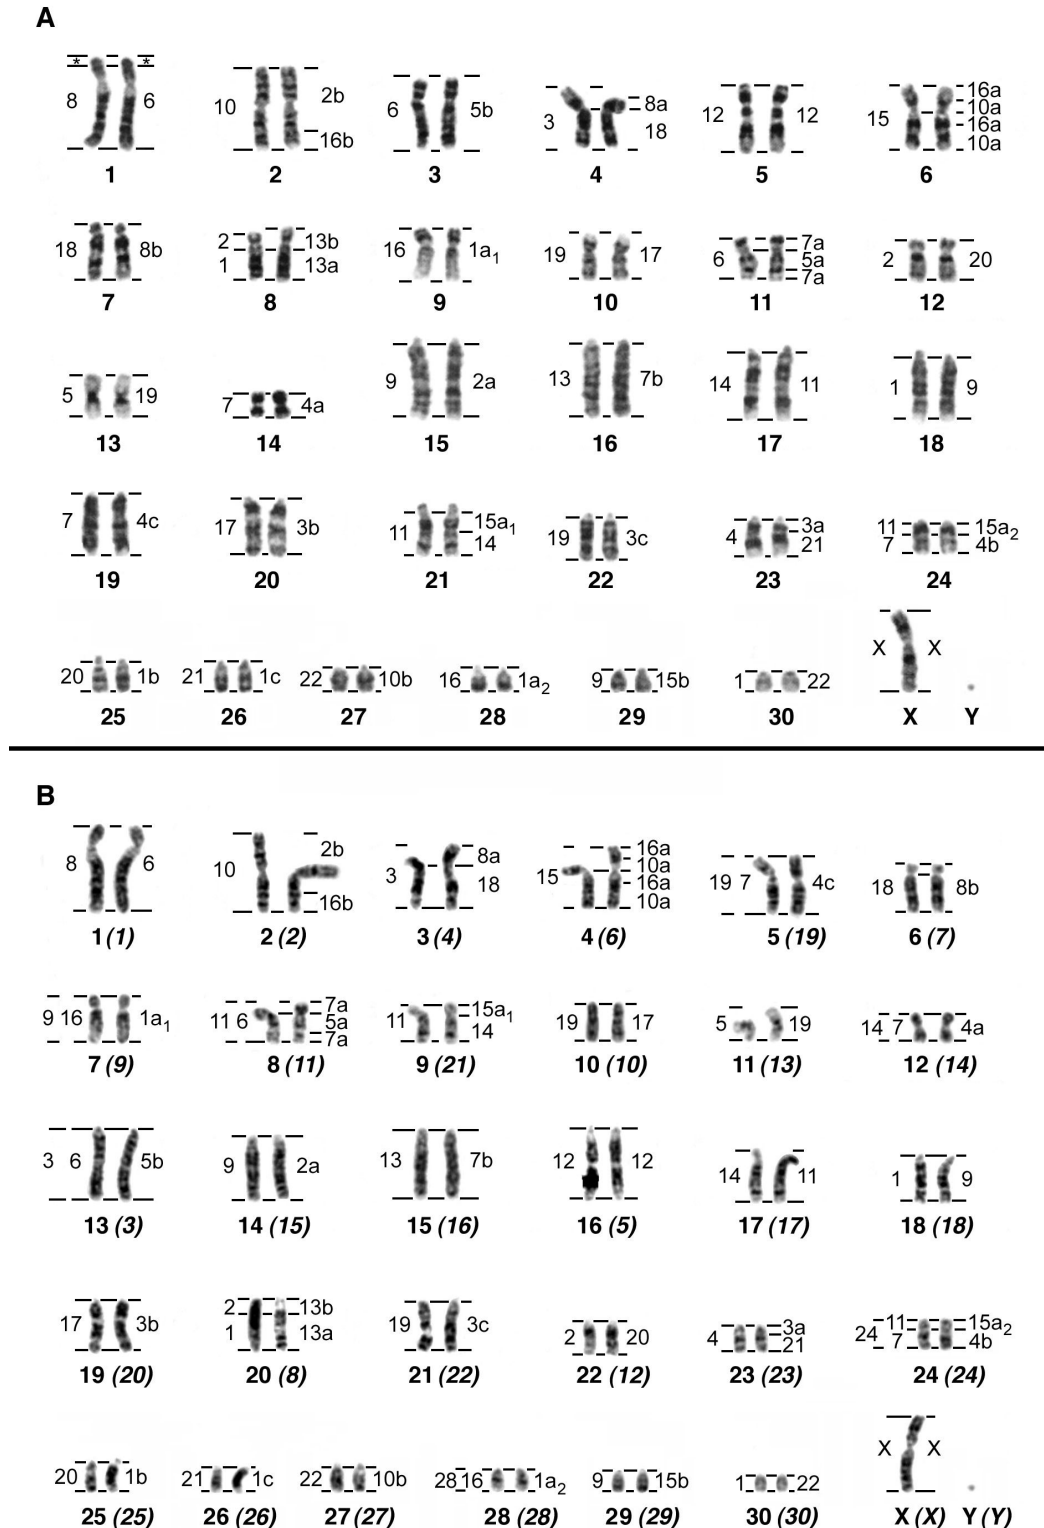 A
* *
8 6 10 2b 16b 6 5b 3 8a 18 12 12 15 16a 10a 16a 10a
1 2 3 4 5 6
18 8b 2 1 13b 13a 16 1a1 19 17 6 7a 5a 7a 2 20
7 8 9 10 11 12
5 19 7 4a 9 2a 13 7b 14 11 1 9
13 14 15 16 17 18
7 4c 17 3b 11 15a1 14 19 3c 4 3a 21 11 7 15a2 4b
19 20 21 22 23 24
20 1b 21 1c 22 10b 16 1a2 9 15b 1 22 X X
25 26 27 28 29 30 X Y
B
8 6 10 2b 16b 3 8a 18 15 16a 10a 16a 10a 19 7 4c 18 8b
1 (1) 2 (2) 3 (4) 4 (6) 5 (19) 6 (7)
9 16 1a1 11 6 7a 5a 7a 11 15a1 14 19 17 5 19 14 7 4a
7 (9) 8 (11) 9 (21) 10 (10) 11 (13) 12 (14)
3 6 5b 9 2a 13 7b 12 12 14 11 1 9
13 (3) 14 (15) 15 (16) 16 (5) 17 (17) 18 (18)
17 3b 2 1 13b 13a 19 3c 2 20 4 3a 21 24 11 7 15a2 4b
19 (20) 20 (8) 21 (22) 22 (12) 23 (23) 24 (24)
20 1b 21 1c 22 10b 28 16 1a2 9 15b 1 22 X X
25 (25) 26 (26) 27 (27) 28 (28) 29 (29) 30 (30) X (X) Y (Y)